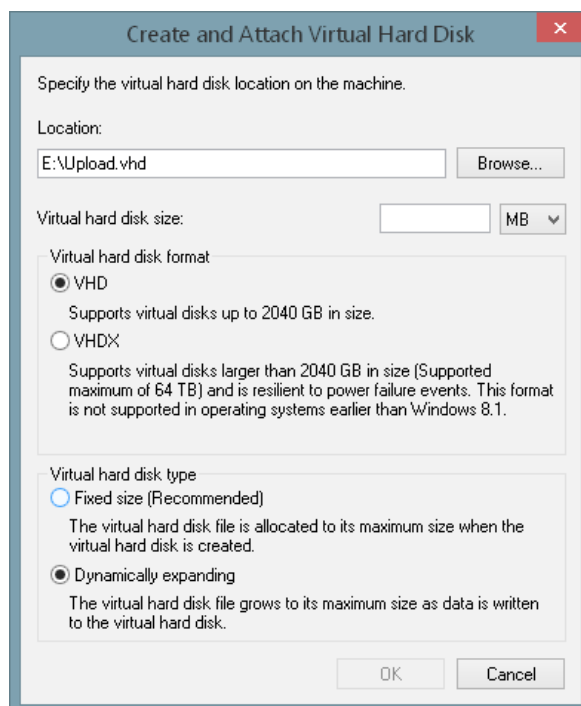 Create and Attach Virtual Hard Disk
Specify the virtual hard disk location on the machine.
Location:
E:\Upload.vhd
Browse...
Virtual hard disk size:
MB
Virtual hard disk format
VHD
Supports virtual disks up to 2040 GB in size.
VHDX
Supports virtual disks larger than 2040 GB in size (Supported
maximum of 64 TB) and is resilient to power failure events. This format
is not supported in operating systems earlier than Windows 8.1.
Virtual hard disk type
Fixed size (Recommended)
The virtual hard disk file is allocated to its maximum size when the
virtual hard disk is created.
Dynamically expanding
The virtual hard disk file grows to its maximum size as data is written
to the virtual hard disk.
OK
Cancel